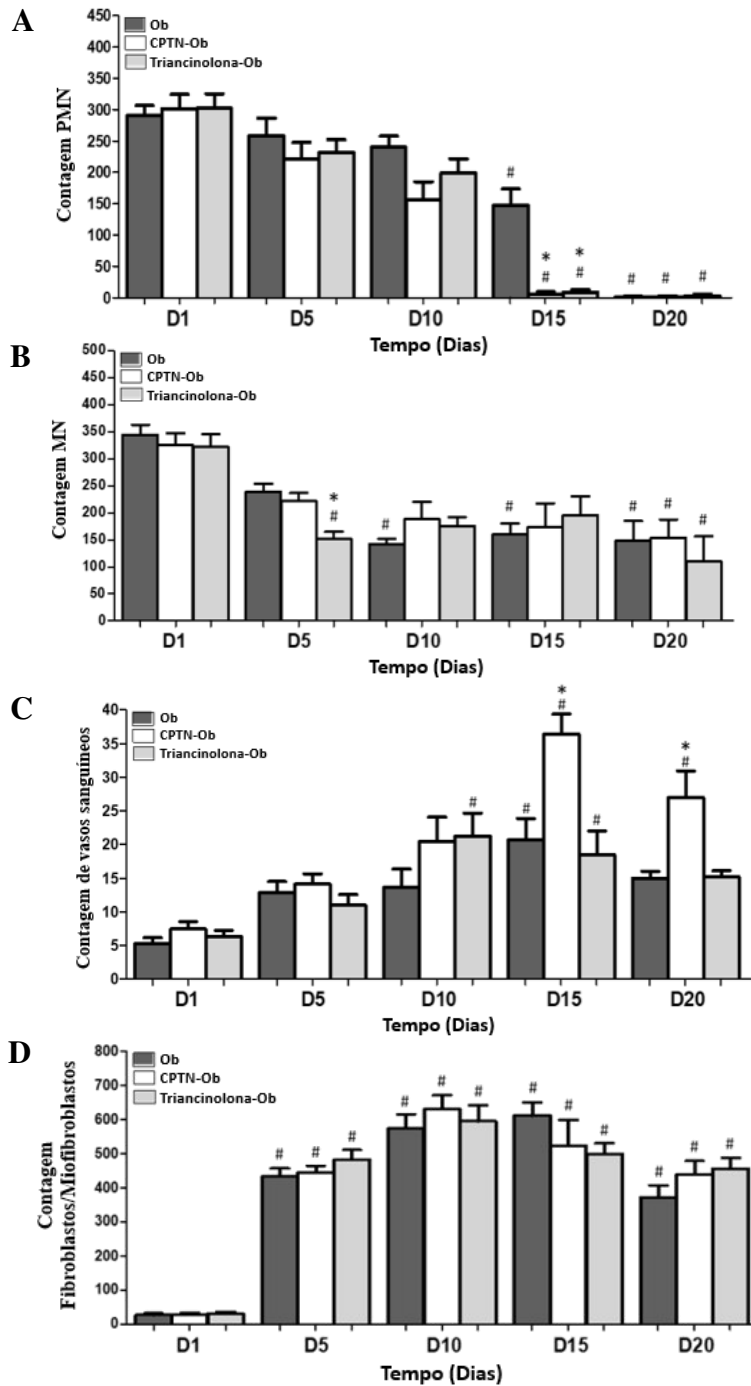 A
Contagem PMN
450
400
350
300
250
200
150
100
50
0
Ob
CPTN-Ob
Triancinolona-Ob
#
*
#
*
#
#
#
#
D1 D5 D10 D15 D20
Tempo (Dias)
B
Contagem MN
500
450
400
350
300
250
200
150
100
50
0
Ob
CPTN-Ob
Triancinolona-Ob
*
#
#
#
#
#
#
D1 D5 D10 D15 D20
Tempo (Dias)
C
Contagem de vasos sanguíneos
40
35
30
25
20
15
10
5
0
Ob
CPTN-Ob
Triancinolona-Ob
#
#
*
#
#
*
#
D1 D5 D10 D15 D20
Tempo (Dias)
D
Contagem
Fibroblastos/Miofibroblastos
800
700
600
500
400
300
200
100
0
Ob
CPTN-Ob
Triancinolona-Ob
#
#
#
#
#
#
#
#
#
#
#
#
D1 D5 D10 D15 D20
Tempo (Dias)